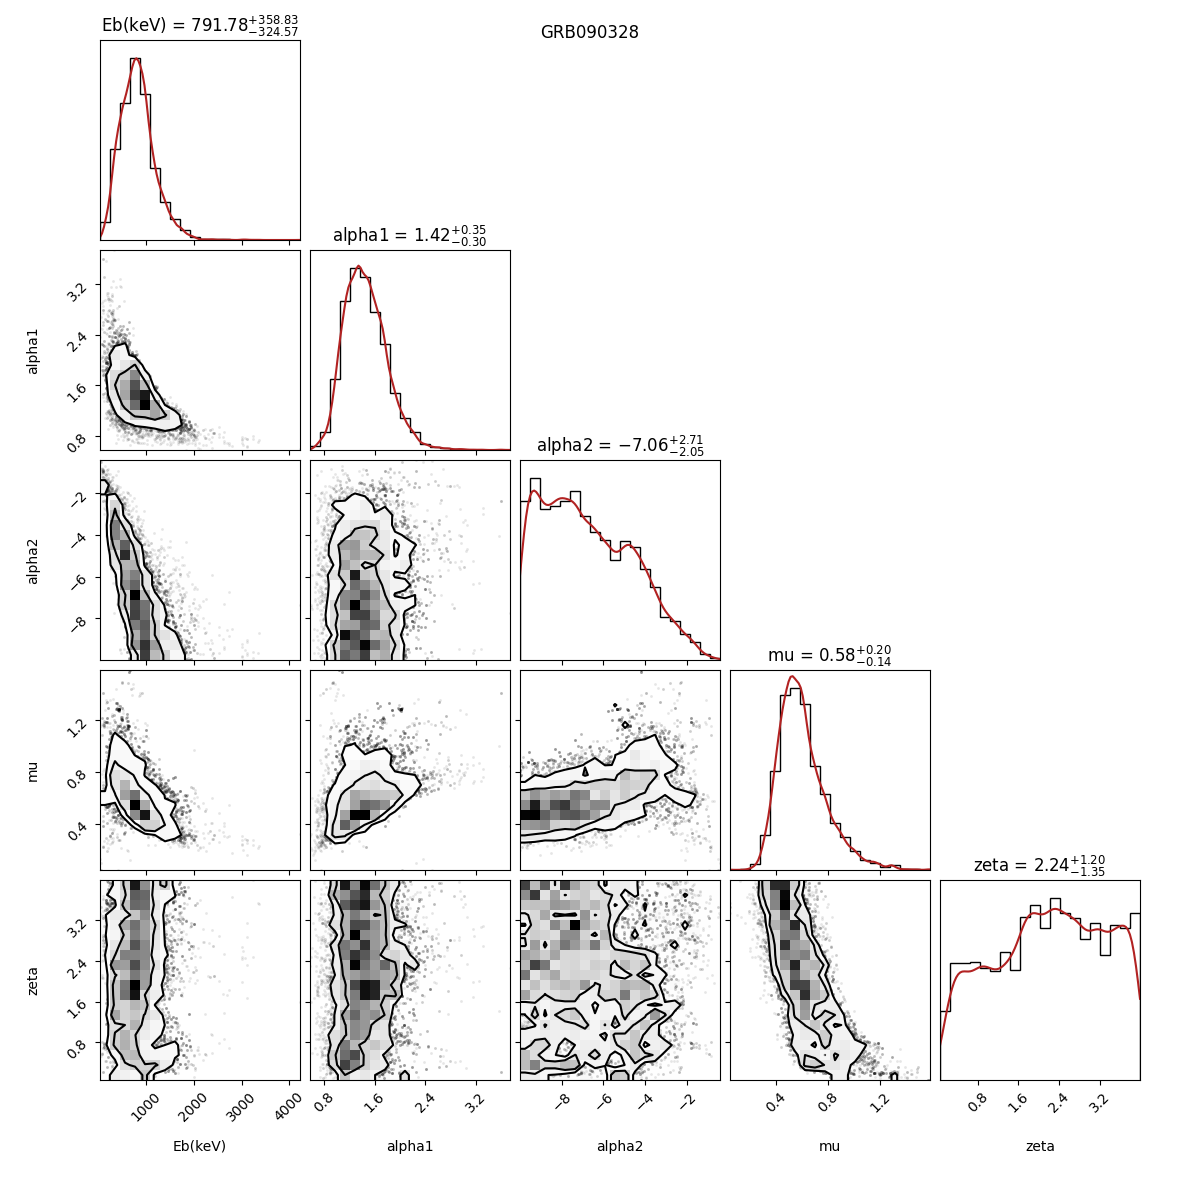 Eb(keV) = 791.78+358.83−324.57
GRB090328
alpha1 = 1.42+0.35−0.30
3.2
2.4
1.6
0.8
alpha1
alpha2 = −7.06+2.71−2.05
−2
−4
−6
−8
alpha2
mu = 0.58+0.20−0.14
1.2
0.8
0.4
mu
zeta = 2.24+1.20−1.35
3.2
2.4
1.6
0.8
zeta
1000 2000 3000 4000 0.8 1.6 2.4 3.2 −8 −6 −4 −2 0.4 0.8 1.2 0.8 1.6 2.4 3.2
Eb(keV) alpha1 alpha2 mu zeta